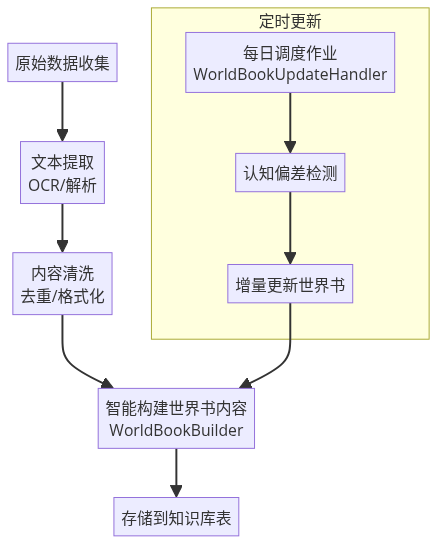 原始数据收集
文本提取
OCR/解析
内容清洗
去重/格式化
定时更新
每日调度作业
WorldBookUpdateHandler
认知偏差检测
增量更新世界书
智能构建世界书内容
WorldBookBuilder
存储到知识库表